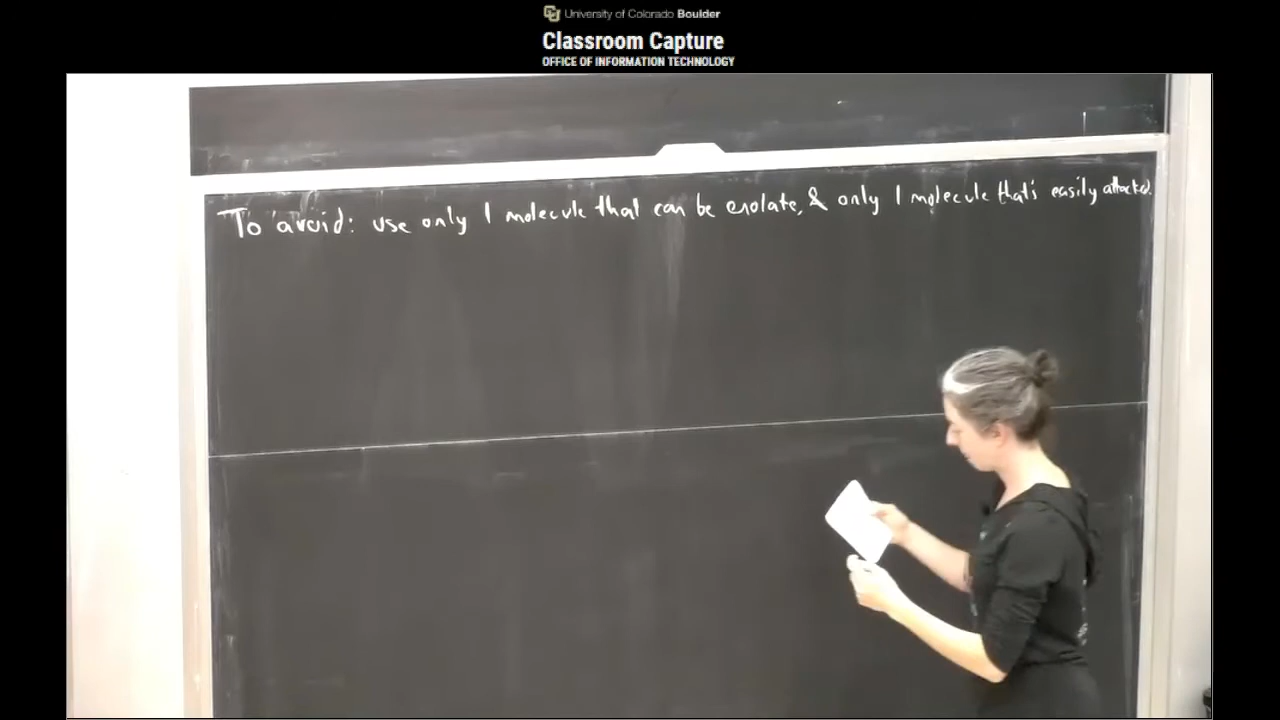 University of Colorado Boulder
Classroom Capture
OFFICE OF INFORMATION TECHNOLOGY
To avoid: use only 1 molecule that can be enolate, & only 1 molecule that's easily attacked.